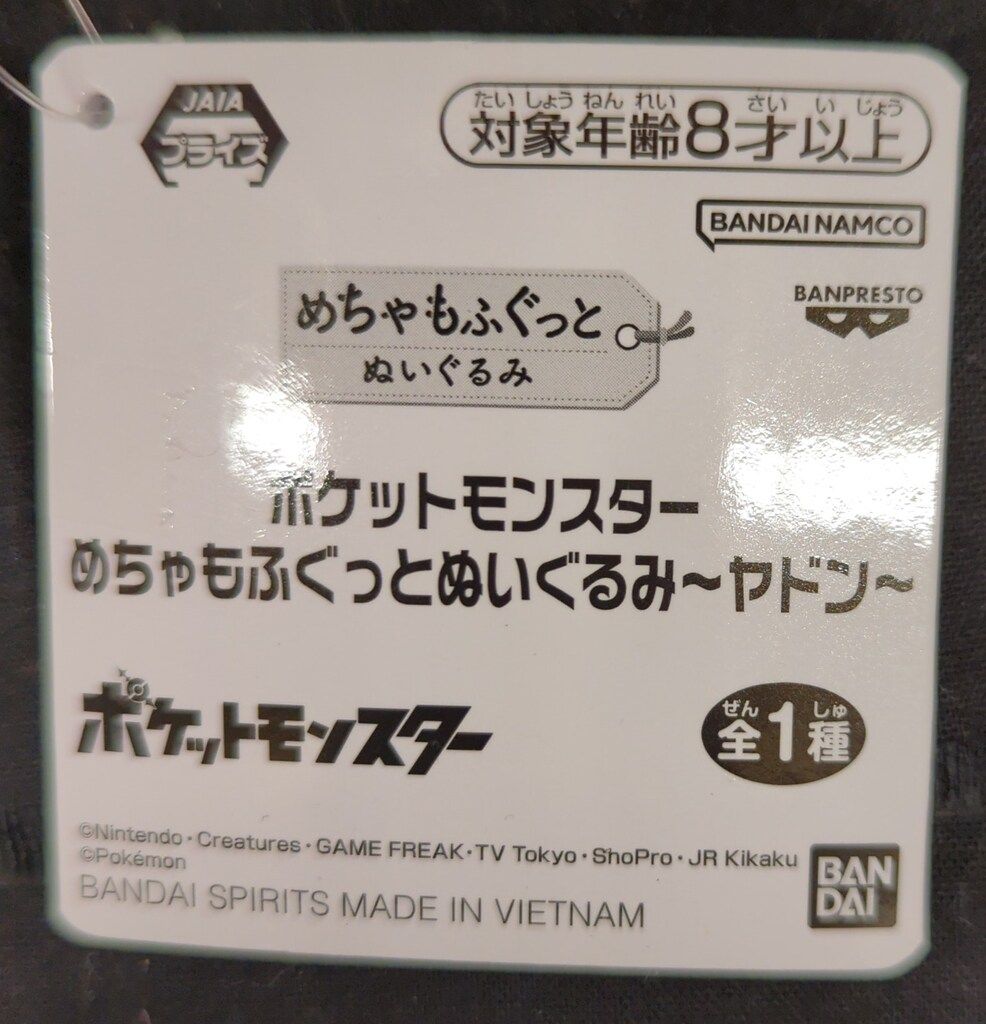 JAIA
プライズ
たいしょうねんれい さいいじょう
対象年齢8才以上
BANDAI NAMCO
BANPRESTO
めちゃもふぐっと
ぬいぐるみ
ポケットモンスター
めちゃもふぐっとぬいぐるみ～ヤドン～
ポケットモンスター
ぜん しゅ
全1種
©Nintendo・Creatures・GAME FREAK・TV Tokyo・ShoPro・JR Kikaku
©Pokémon
BANDAI SPIRITS MADE IN VIETNAM
BAN
DAI